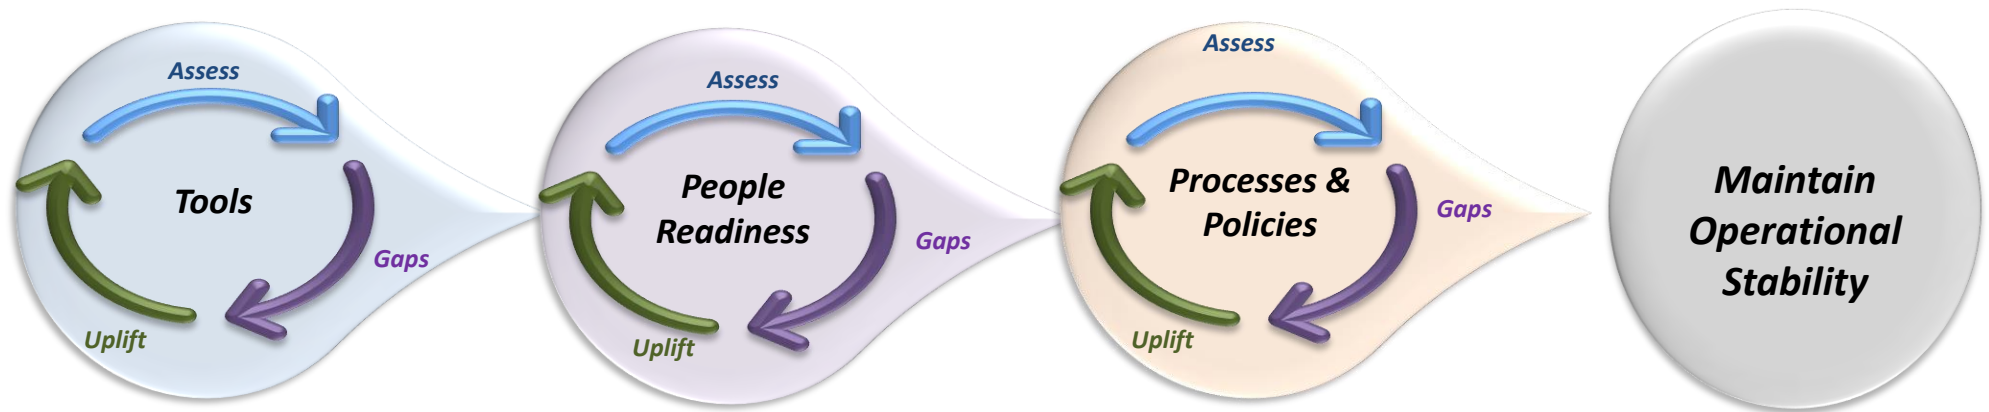 Assess
Tools
Gaps
Uplift
Assess
People
Readiness
Gaps
Uplift
Assess
Processes &
Policies
Gaps
Uplift
Maintain
Operational
Stability